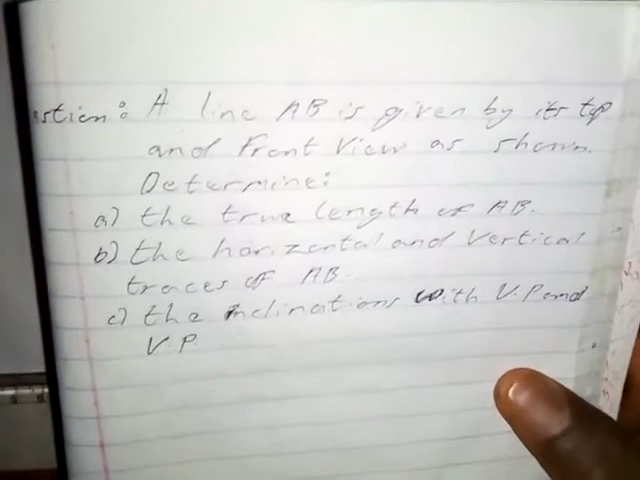 astion: A line AB is given by its top
and Front View as shown.
Determine:
a) the true length of AB.
b) the horizontal and vertical
traces of AB.
c) the inclinations with V.P and
V.P